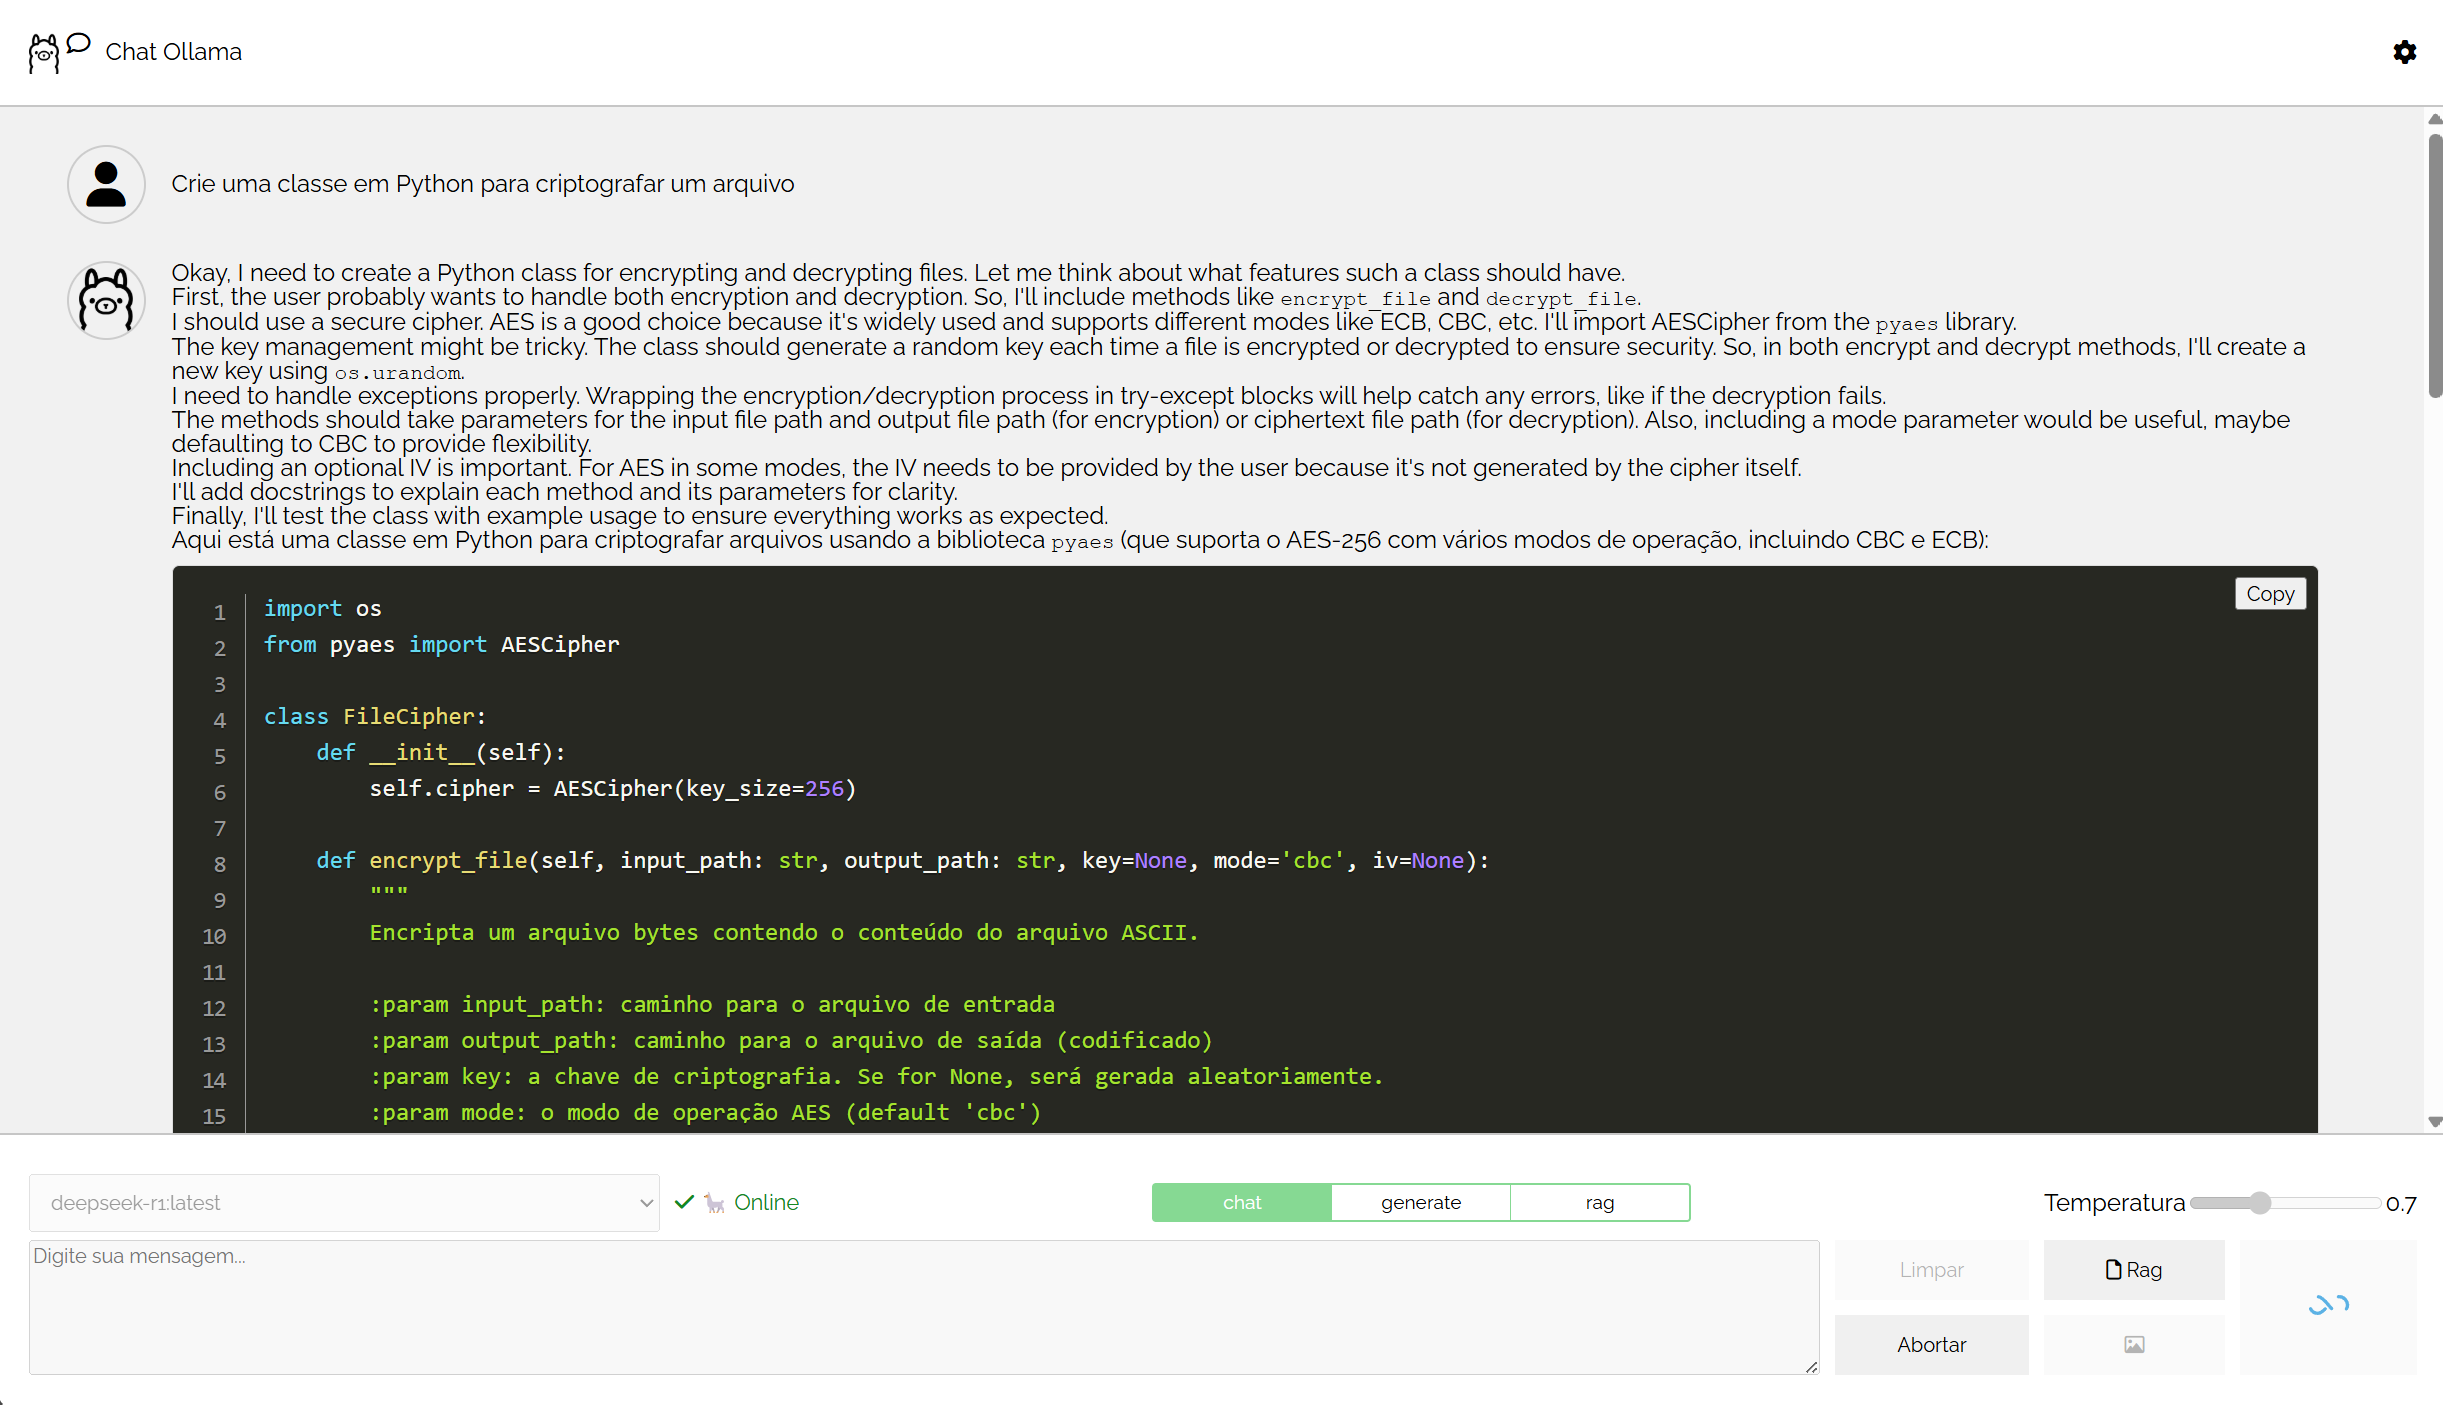 Chat Ollama
Crie uma classe em Python para criptografar um arquivo
Okay, I need to create a Python class for encrypting and decrypting files. Let me think about what features such a class should have.
First, the user probably wants to handle both encryption and decryption. So, I'll include methods like encrypt_file and decrypt_file.
I should use a secure cipher. AES is a good choice because it's widely used and supports different modes like ECB, CBC, etc. I'll import AESCipher from the pyaes library.
The key management might be tricky. The class should generate a random key each time a file is encrypted or decrypted to ensure security. So, in both encrypt and decrypt methods, I'll create a
new key using os.urandom.
I need to handle exceptions properly. Wrapping the encryption/decryption process in try-except blocks will help catch any errors, like if the decryption fails.
The methods should take parameters for the input file path and output file path (for encryption) or ciphertext file path (for decryption). Also, including a mode parameter would be useful, maybe
defaulting to CBC to provide flexibility.
Including an optional IV is important. For AES in some modes, the IV needs to be provided by the user because it's not generated by the cipher itself.
I'll add docstrings to explain each method and its parameters for clarity.
Finally, I'll test the class with example usage to ensure everything works as expected.
Aqui está uma classe em Python para criptografar arquivos usando a biblioteca pyaes (que suporta o AES-256 com vários modos de operação, incluindo CBC e ECB):
Copy
1 import os
2 from pyaes import AESCipher
3
4 class FileCipher:
5     def __init__(self):
6         self.cipher = AESCipher(key_size=256)
7
8     def encrypt_file(self, input_path: str, output_path: str, key=None, mode='cbc', iv=None):
9         """
10         Encripta um arquivo bytes contendo o conteúdo do arquivo ASCII.
11
12         :param input_path: caminho para o arquivo de entrada
13         :param output_path: caminho para o arquivo de saída (codificado)
14         :param key: a chave de criptografia. Se for None, será gerada aleatoriamente.
15         :param mode: o modo de operação AES (default 'cbc')
deepseek-r1:latest
Online
chat
generate
rag
Temperatura
0.7
Digite sua mensagem...
Limpar
Rag
Abortar